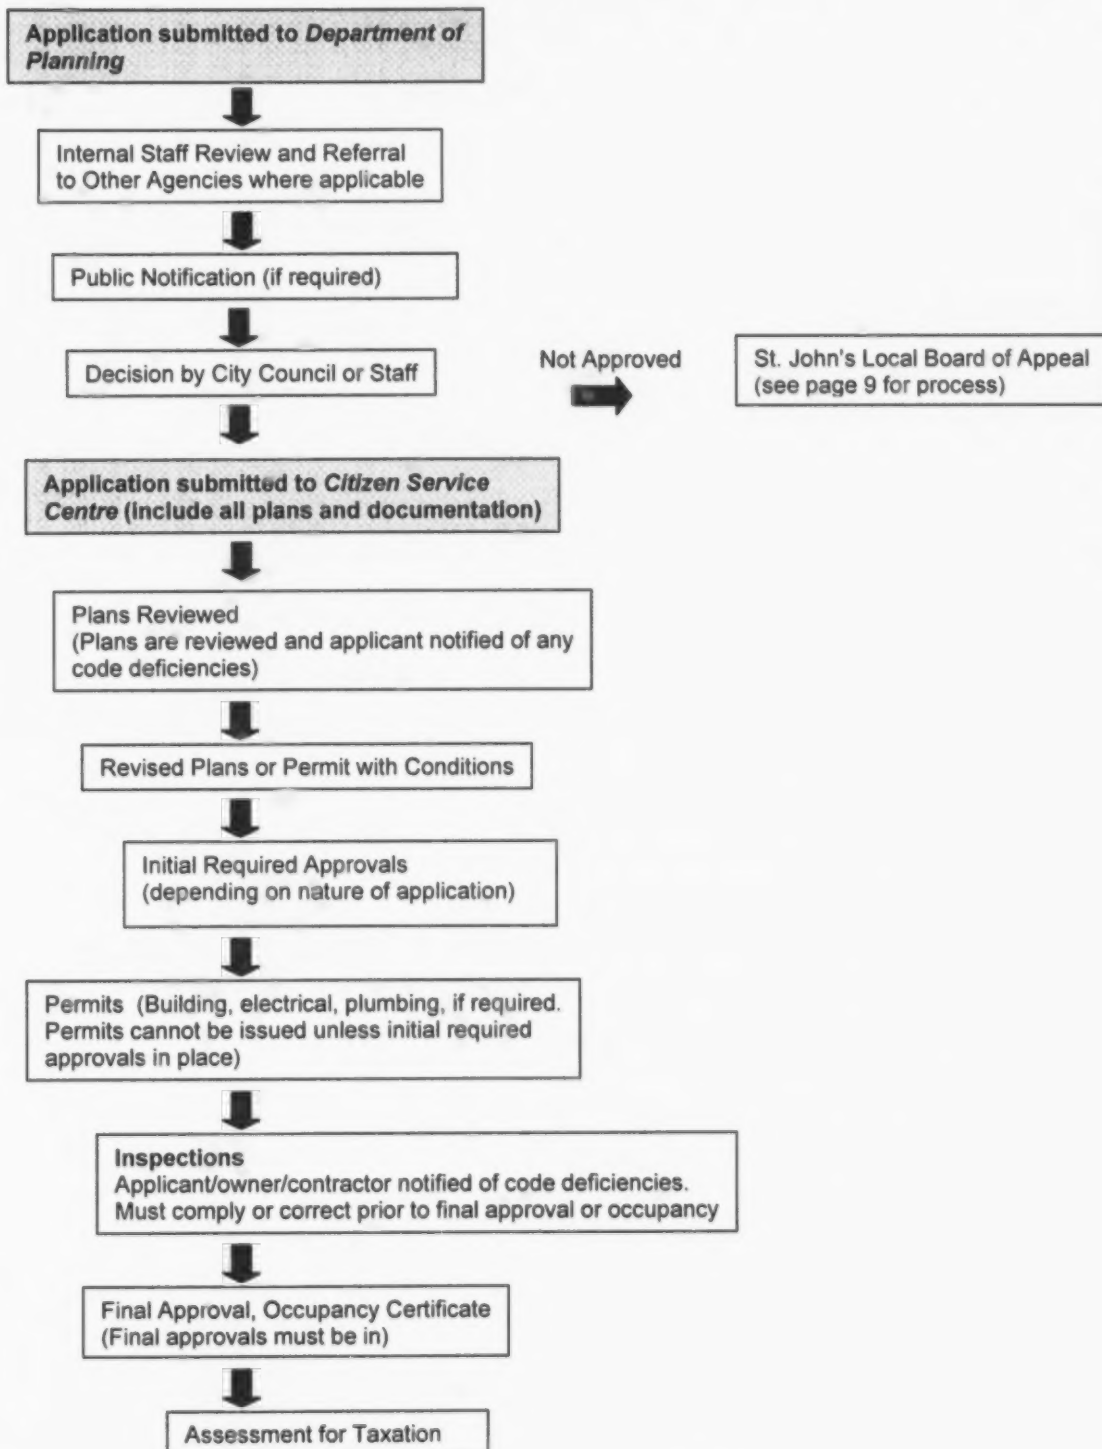 Application submitted to Department of
Planning
Internal Staff Review and Referral
to Other Agencies where applicable
Public Notification (if required)
Decision by City Council or Staff
Not Approved
St. John's Local Board of Appeal
(see page 9 for process)
Application submitted to Citizen Service
Centre (include all plans and documentation)
Plans Reviewed
(Plans are reviewed and applicant notified of any
code deficiencies)
Revised Plans or Permit with Conditions
Initial Required Approvals
(depending on nature of application)
Permits (Building, electrical, plumbing, if required.
Permits cannot be issued unless initial required
approvals in place)
Inspections
Applicant/owner/contractor notified of code deficiencies.
Must comply or correct prior to final approval or occupancy
Final Approval, Occupancy Certificate
(Final approvals must be in)
Assessment for Taxation